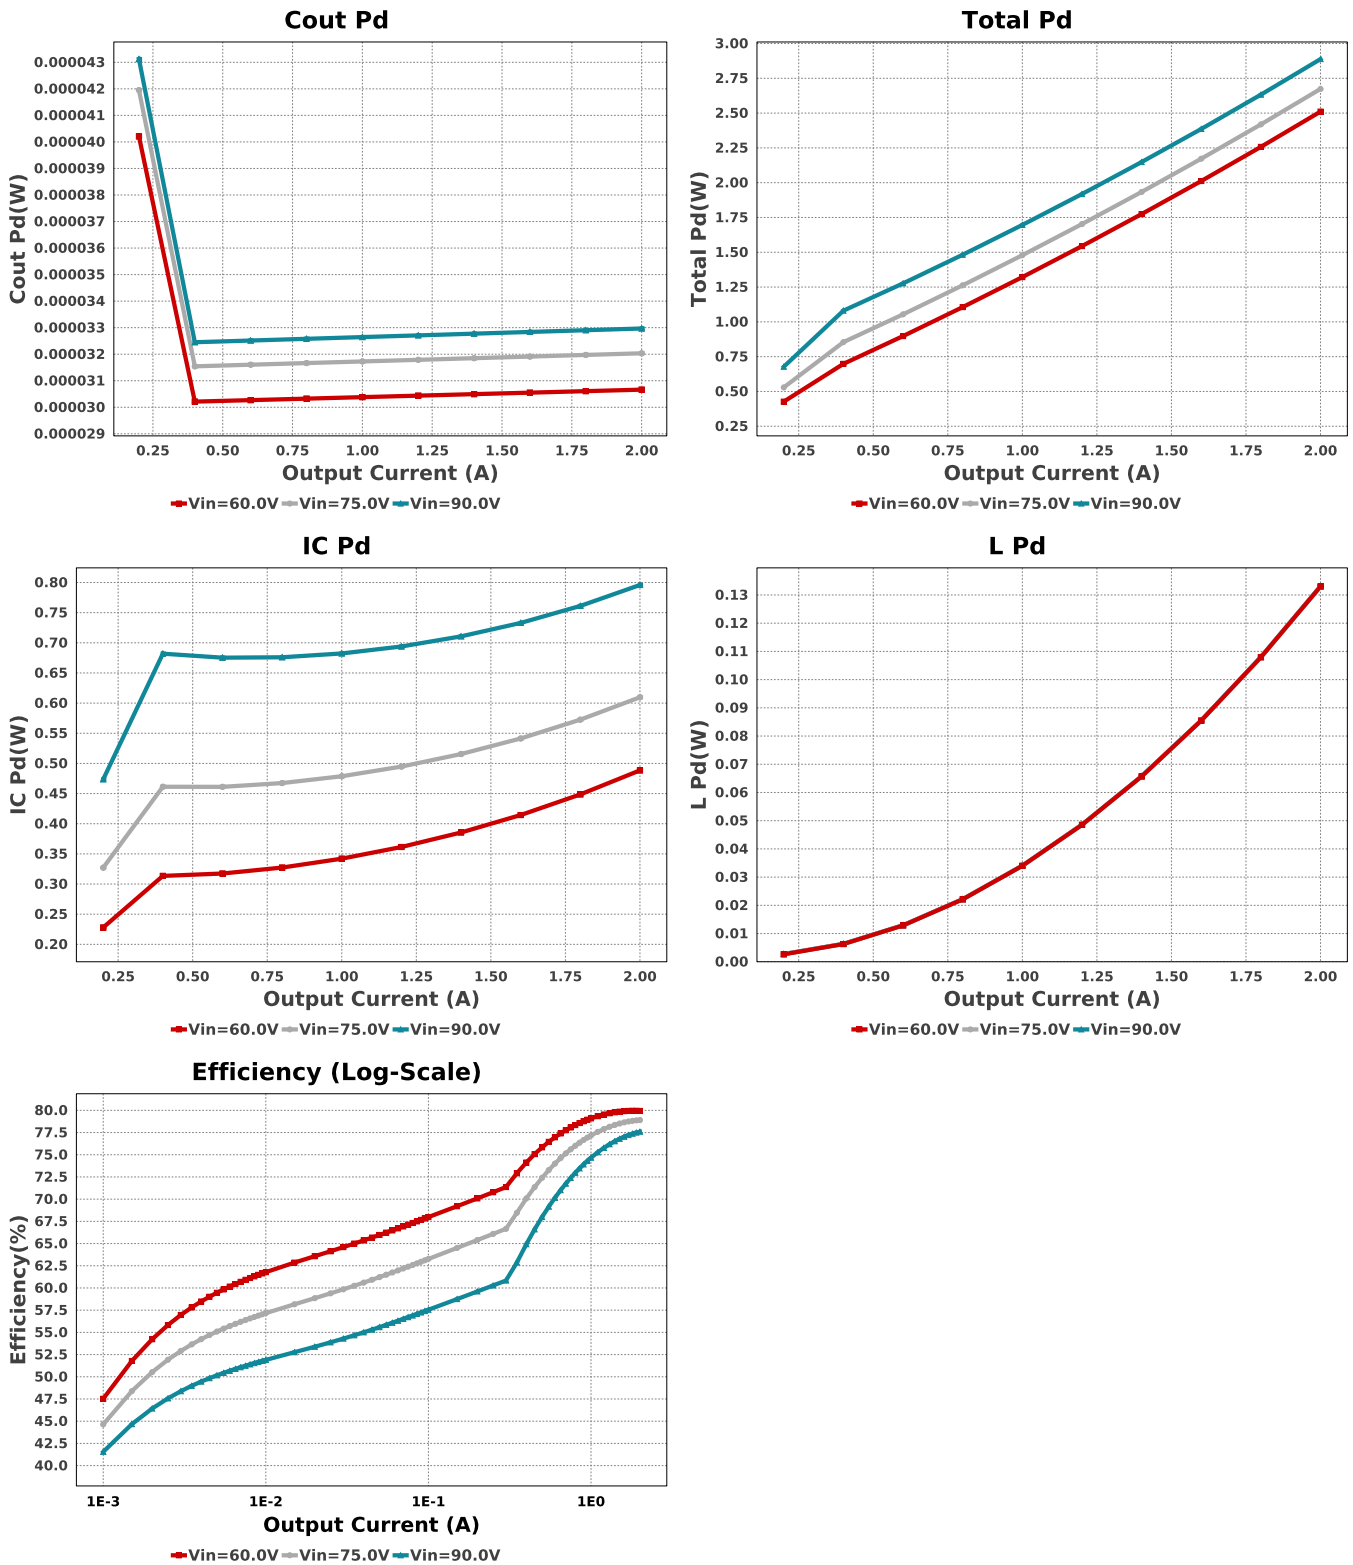 Cout Pd
Cout Pd(W)
0.000043
0.000042
0.000041
0.000040
0.000039
0.000038
0.000037
0.000036
0.000035
0.000034
0.000033
0.000032
0.000031
0.000030
0.000029
0.25 0.50 0.75 1.00 1.25 1.50 1.75 2.00
Output Current (A)
Vin=60.0V Vin=75.0V Vin=90.0V
Total Pd
Total Pd(W)
3.00
2.75
2.50
2.25
2.00
1.75
1.50
1.25
1.00
0.75
0.50
0.25
0.25 0.50 0.75 1.00 1.25 1.50 1.75 2.00
Output Current (A)
Vin=60.0V Vin=75.0V Vin=90.0V
IC Pd
IC Pd(W)
0.80
0.75
0.70
0.65
0.60
0.55
0.50
0.45
0.40
0.35
0.30
0.25
0.20
0.25 0.50 0.75 1.00 1.25 1.50 1.75 2.00
Output Current (A)
Vin=60.0V Vin=75.0V Vin=90.0V
L Pd
L Pd(W)
0.13
0.12
0.11
0.10
0.09
0.08
0.07
0.06
0.05
0.04
0.03
0.02
0.01
0.00
0.25 0.50 0.75 1.00 1.25 1.50 1.75 2.00
Output Current (A)
Vin=60.0V Vin=75.0V Vin=90.0V
Efficiency (Log-Scale)
Efficiency(%)
80.0
77.5
75.0
72.5
70.0
67.5
65.0
62.5
60.0
57.5
55.0
52.5
50.0
47.5
45.0
42.5
40.0
1E-3 1E-2 1E-1 1E0
Output Current (A)
Vin=60.0V Vin=75.0V Vin=90.0V